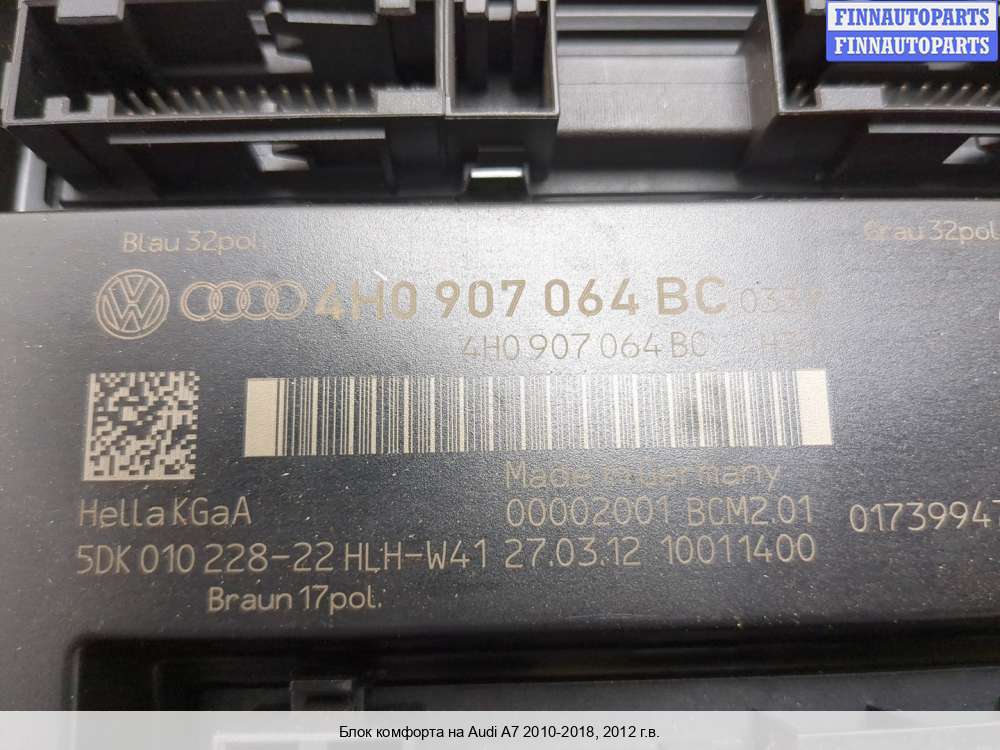 FINNAUTOPARTS
FINNAUTOPARTS
Blau 32pol.
Grau 32pol
4H0 907 064 BC
4H0 907 064 BC
Made Germany
Hella KGaA
00002001 BCM2.01
0173994
5DK 010 228-22 HLH-W41 27.03.12 10011400
Braun 17pol.
Блок комфорта на Audi A7 2010-2018, 2012 г.в.